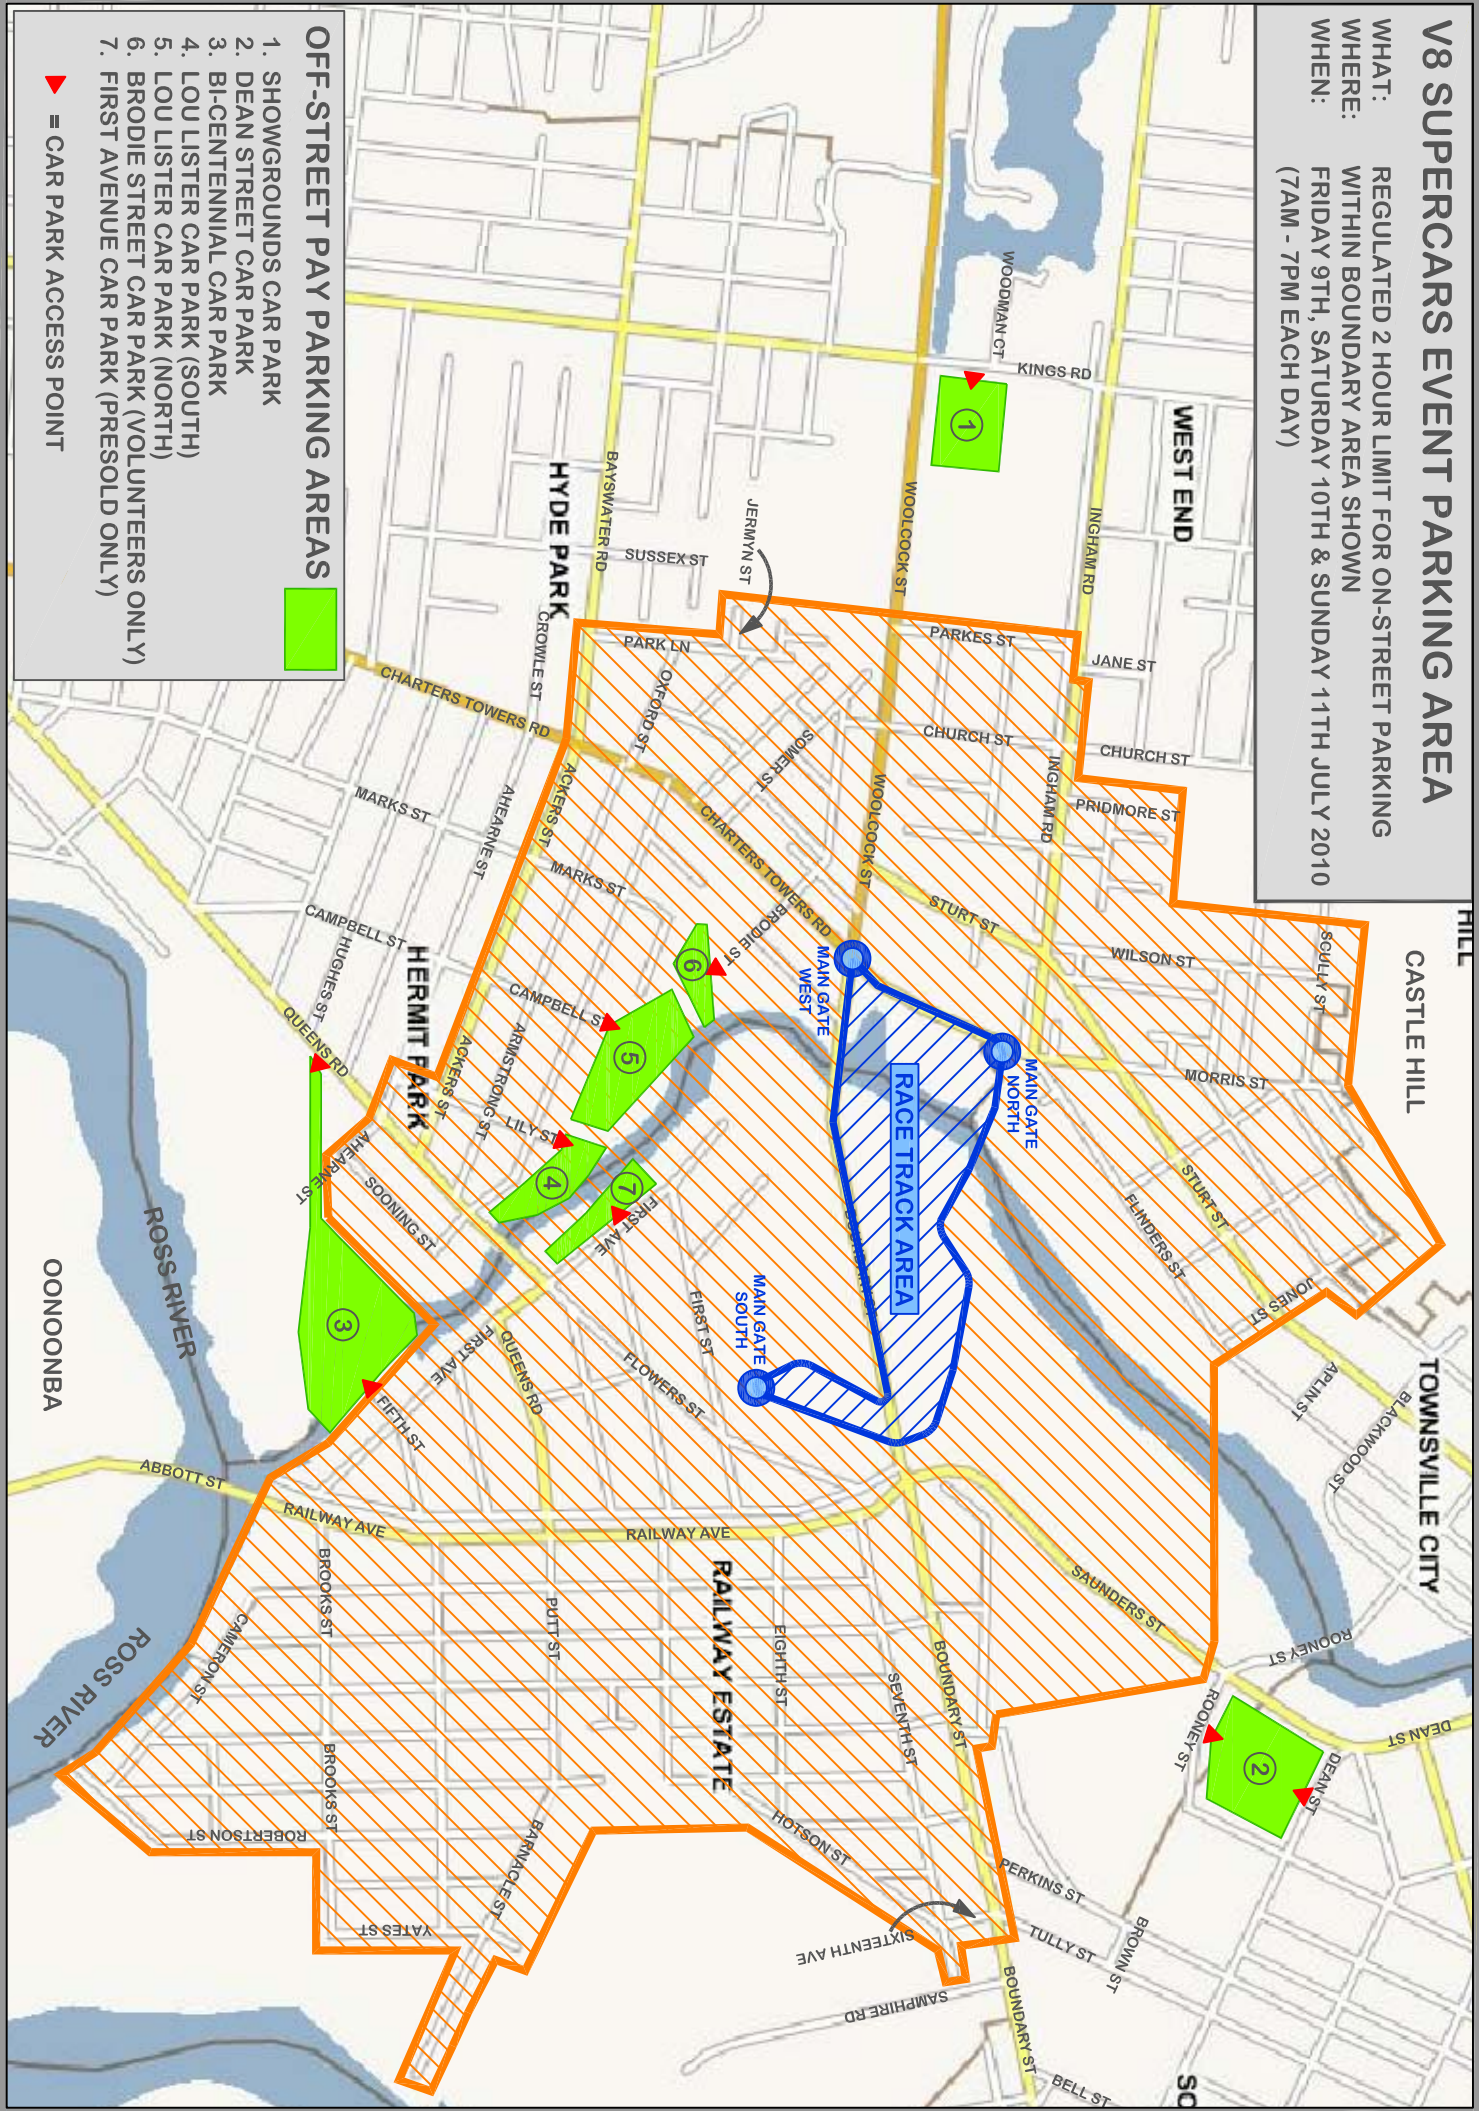 V8 SUPERCARS EVENT PARKING AREA
WHAT: REGULATED 2 HOUR LIMIT FOR ON-STREET PARKING
WHERE: WITHIN BOUNDARY AREA SHOWN
WHEN: FRIDAY 9TH, SATURDAY 10TH & SUNDAY 11TH JULY 2010
(7AM - 7PM EACH DAY)
HILL
CASTLE HILL
TOWNSVILLE CITY
WEST END
SCULLY ST
JONES ST
APLIN ST
BLACKWOOD ST
ROONEY ST
DEAN ST
WOODMAN CT
KINGS RD
INGHAM RD
JANE ST
CHURCH ST
PRIDMORE ST
WILSON ST
MORRIS ST
STURT ST
FLINDERS ST
SAUNDERS ST
ROONEY ST
2
DEAN ST
1
WOOLCOCK ST
PARKES ST
CHURCH ST
INGHAM RD
WOOLCOCK ST
STURT ST
MAIN GATE
NORTH
RACE TRACK AREA
MAIN GATE
WEST
BOUNDARY ST
MAIN GATE
SOUTH
BOUNDARY ST
SEVENTH ST
PERKINS ST
TULLY ST
BROWN ST
BOUNDARY ST
BELL ST
SO
SIXTEENTH AVE
SAMPHIRE RD
HOTSON ST
JERMYN ST
SUSSEX ST
BAYSWATER RD
HYDE PARK
PARK LN
CROWLE ST
OXFORD ST
SOMER ST
CHARTERS TOWERS RD
CHARTERS TOWERS RD
BRODIE ST
6
5
CAMPBELL ST
4
7
FIRST AVE
FIRST ST
FLOWERS ST
RAILWAY AVE
RAILWAY ESTATE
EIGHTH ST
ACKERS ST
MARKS ST
MARKS ST
AHEARNE ST
CAMPBELL ST
HUGHES ST
HERMIT PARK
ACKERS ST
ARMSTRONG ST
LILY ST
QUEENS RD
AHEARNE ST
SOONING ST
3
FIRST AVE
QUEENS RD
FIFTH ST
ABBOTT ST
RAILWAY AVE
BROOKS ST
PUTT ST
CAMERON ST
BROOKS ST
ROBERTSON ST
BARNACLE ST
YATES ST
ROSS RIVER
ROSS RIVER
OONOONBA
OFF-STREET PAY PARKING AREAS
1. SHOWGROUNDS CAR PARK
2. DEAN STREET CAR PARK
3. BI-CENTENNIAL CAR PARK
4. LOU LISTER CAR PARK (SOUTH)
5. LOU LISTER CAR PARK (NORTH)
6. BRODIE STREET CAR PARK (VOLUNTEERS ONLY)
7. FIRST AVENUE CAR PARK (PRESOLD ONLY)
= CAR PARK ACCESS POINT